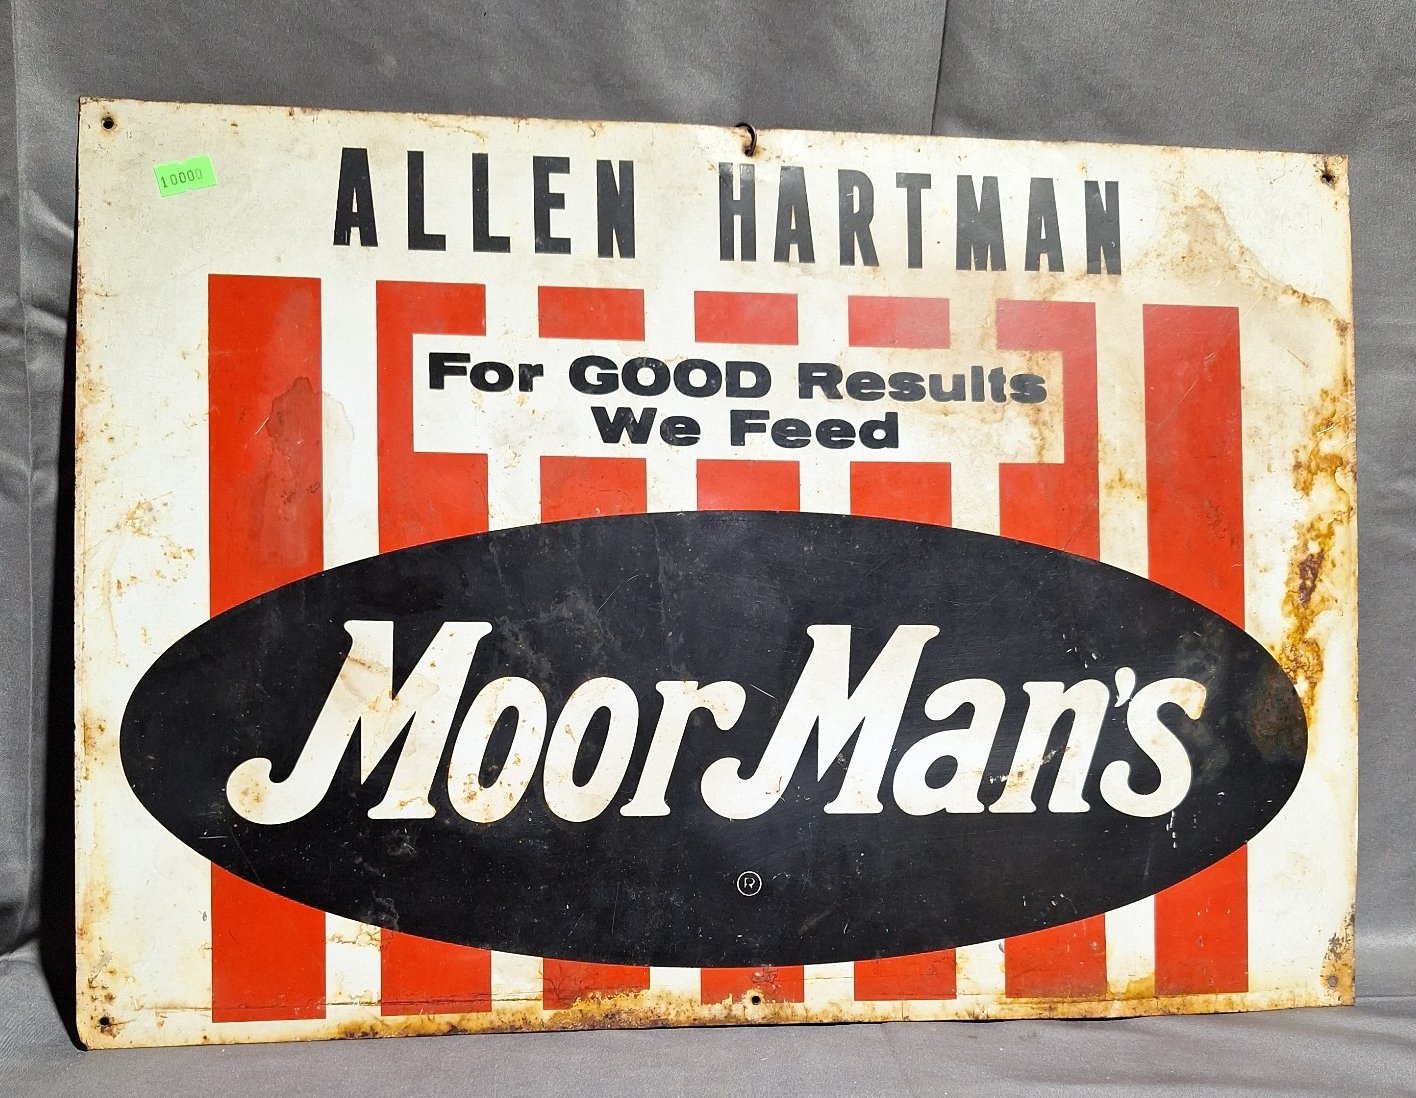 10000
ALLEN HARTMAN
For GOOD Results
We Feed
MoorMan's
®